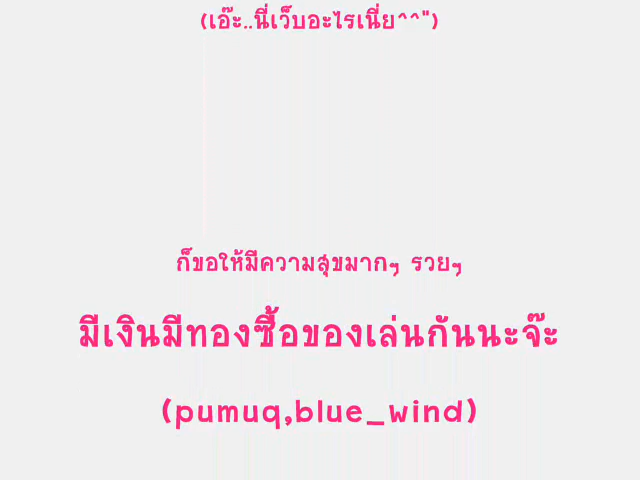 (เอ๊ะ..นี่เว็บอะไรเนี่ย^^")
ก็ขอให้มีความสุขมากๆ รวยๆ
มีเงินมีทองซื้อของเล่นกันนะจ๊ะ
(pumuq,blue_wind)